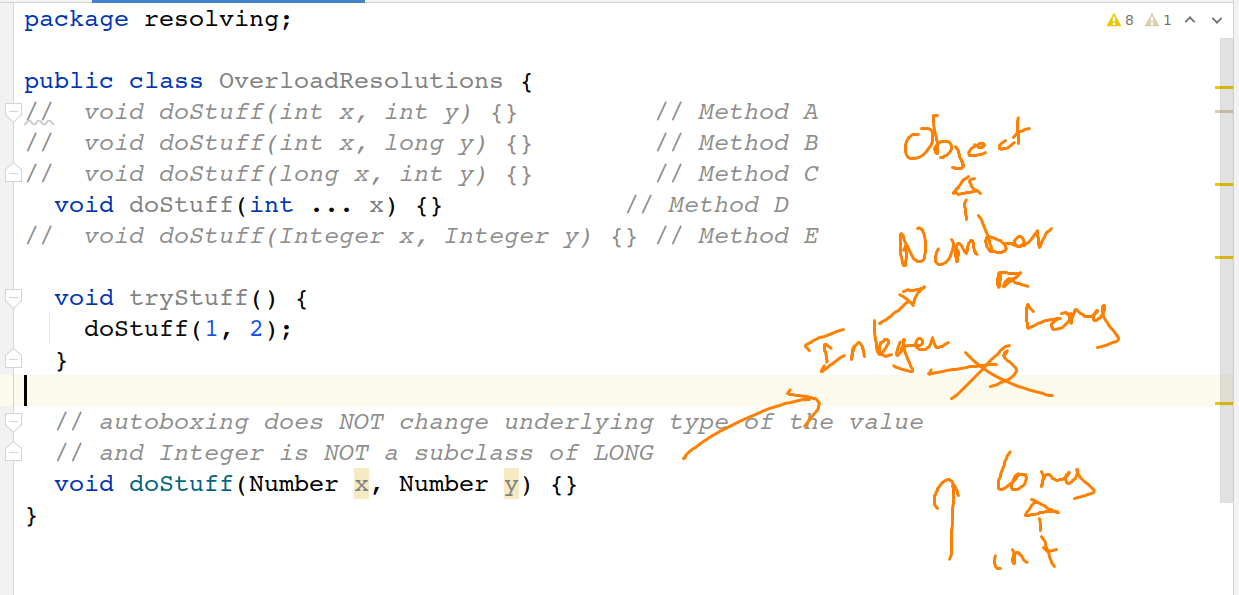 package resolving;
8 1
public class OverloadResolutions {
//  void doStuff(int x, int y) {}         // Method A
//  void doStuff(int x, long y) {}        // Method B
//  void doStuff(long x, int y) {}        // Method C
  void doStuff(int ... x) {}            // Method D
//  void doStuff(Integer x, Integer y) {} // Method E
  void tryStuff() {
    doStuff(1, 2);
  }
  // autoboxing does NOT change underlying type of the value
  // and Integer is NOT a subclass of LONG
  void doStuff(Number x, Number y) {}
}
Object
Number
Long
Integer
long
int